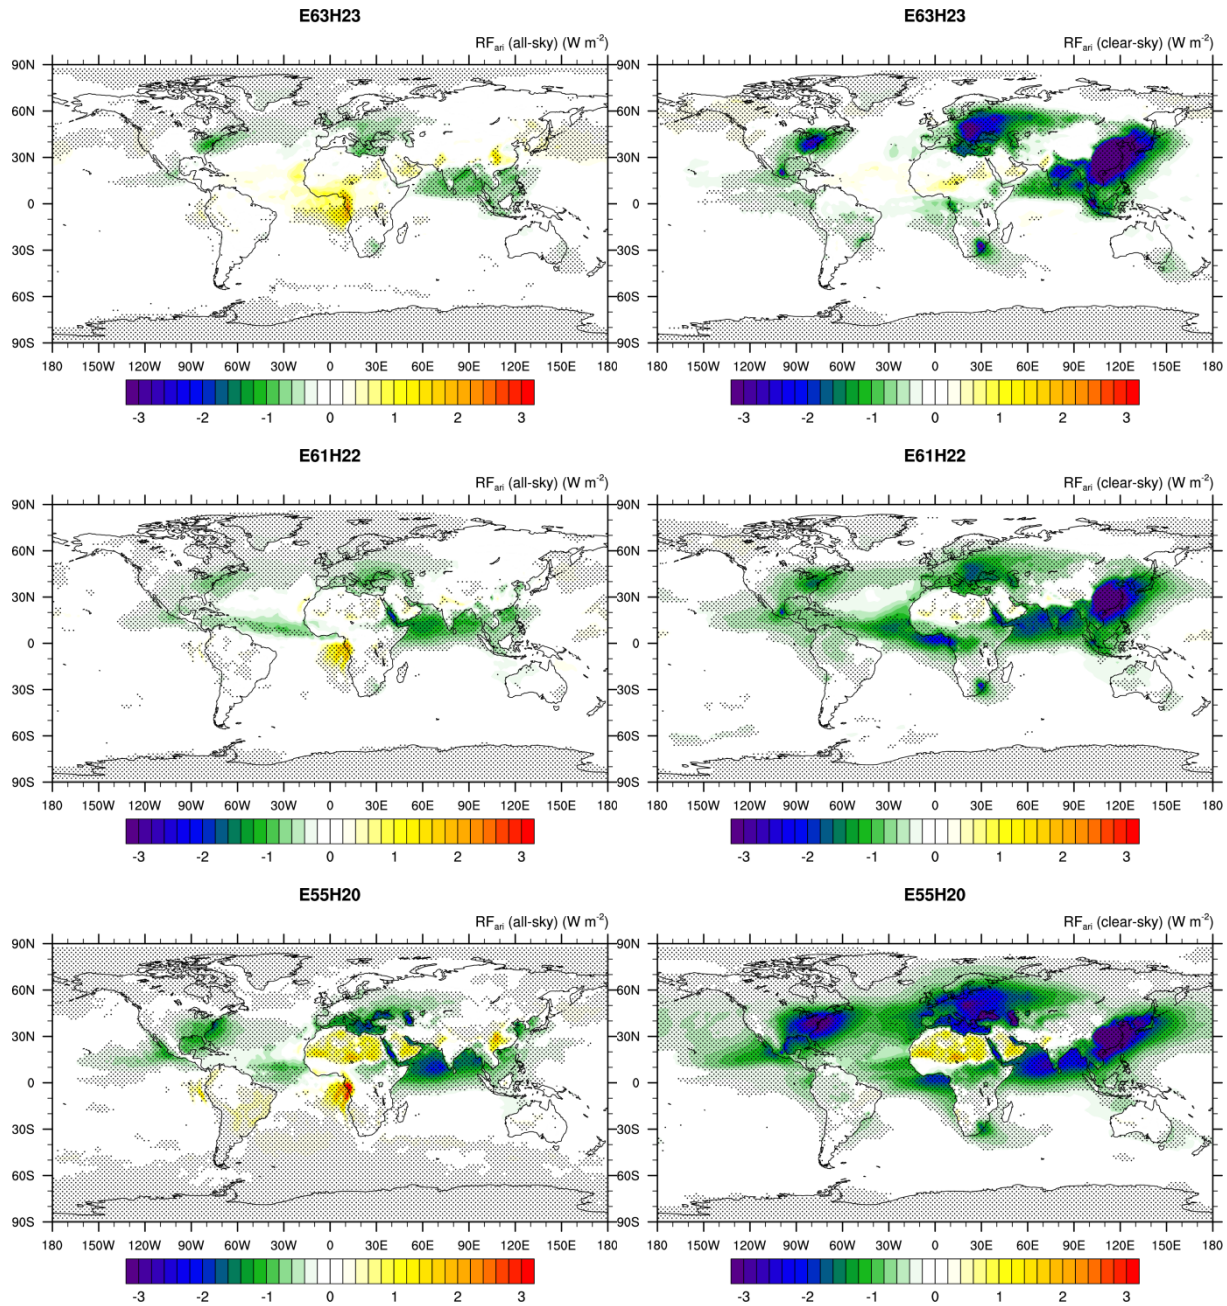 E63H23
RFari (all-sky) (W m-2)
90N
60N
30N
0
30S
60S
90S
180 150W 120W 90W 60W 30W 0 30E 60E 90E 120E 150E 180
-3 -2 -1 0 1 2 3
E63H23
RFari (clear-sky) (W m-2)
90N
60N
30N
0
30S
60S
90S
180 150W 120W 90W 60W 30W 0 30E 60E 90E 120E 150E 180
-3 -2 -1 0 1 2 3
E61H22
RFari (all-sky) (W m-2)
90N
60N
30N
0
30S
60S
90S
180 150W 120W 90W 60W 30W 0 30E 60E 90E 120E 150E 180
-3 -2 -1 0 1 2 3
E61H22
RFari (clear-sky) (W m-2)
90N
60N
30N
0
30S
60S
90S
180 150W 120W 90W 60W 30W 0 30E 60E 90E 120E 150E 180
-3 -2 -1 0 1 2 3
E55H20
RFari (all-sky) (W m-2)
90N
60N
30N
0
30S
60S
90S
180 150W 120W 90W 60W 30W 0 30E 60E 90E 120E 150E 180
-3 -2 -1 0 1 2 3
E55H20
RFari (clear-sky) (W m-2)
90N
60N
30N
0
30S
60S
90S
180 150W 120W 90W 60W 30W 0 30E 60E 90E 120E 150E 180
-3 -2 -1 0 1 2 3